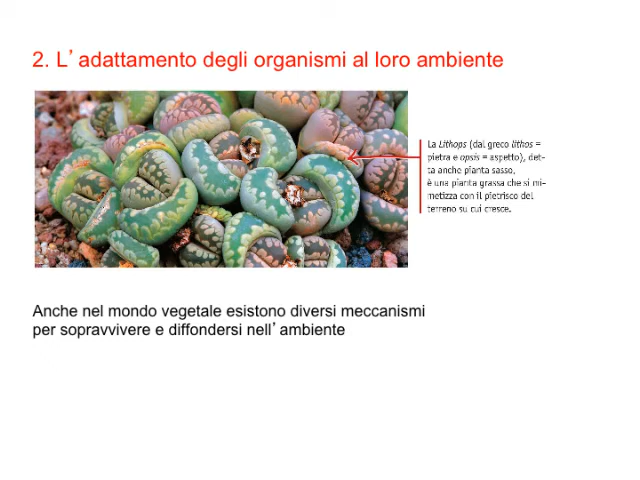 2. L’adattamento degli organismi al loro ambiente
La Lithops (dal greco lithos =
pietra e opsis = aspetto), det-
ta anche pianta sasso,
è una pianta grassa che si mi-
metizza con il pietrisco del
terreno su cui cresce.
Anche nel mondo vegetale esistono diversi meccanismi
per sopravvivere e diffondersi nell’ambiente